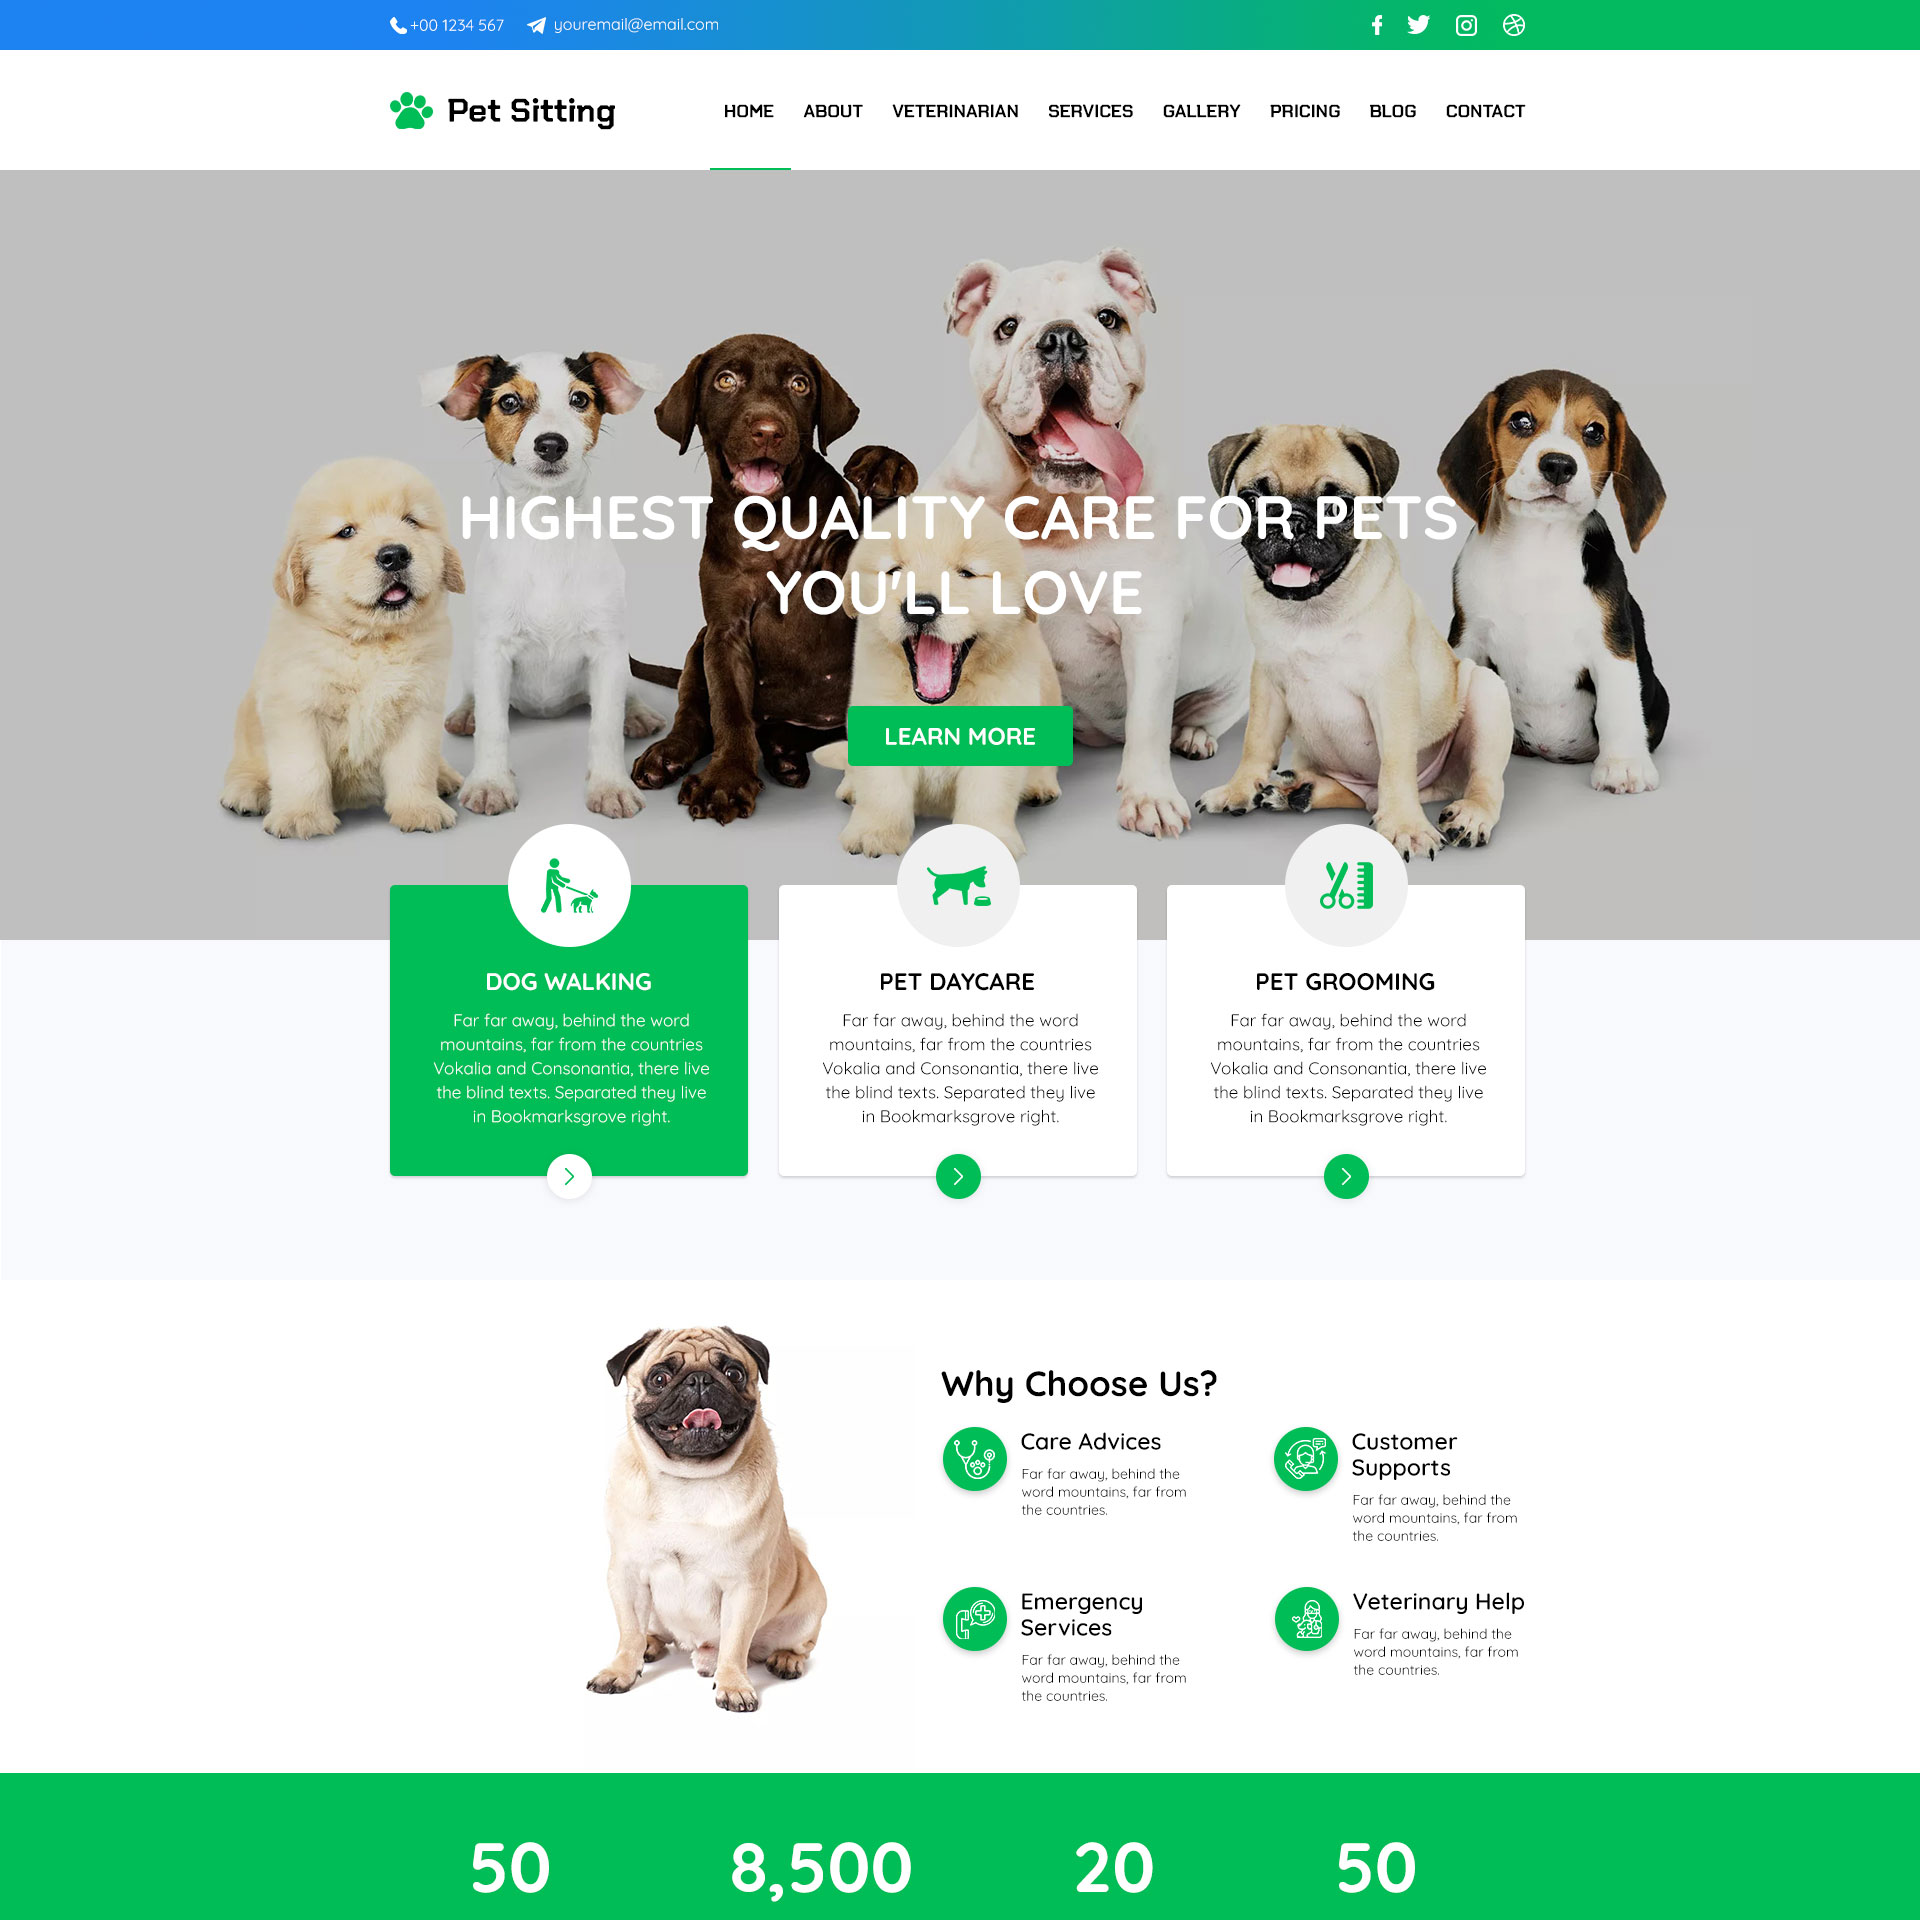 +00 1234 567
youremail@email.com
Pet Sitting
HOME ABOUT VETERINARIAN SERVICES GALLERY PRICING BLOG CONTACT
HIGHEST QUALITY CARE FOR PETS
YOU'LL LOVE
LEARN MORE
DOG WALKING
Far far away, behind the word
mountains, far from the countries
Vokalia and Consonantia, there live
the blind texts. Separated they live
in Bookmarksgrove right.
PET DAYCARE
Far far away, behind the word
mountains, far from the countries
Vokalia and Consonantia, there live
the blind texts. Separated they live
in Bookmarksgrove right.
PET GROOMING
Far far away, behind the word
mountains, far from the countries
Vokalia and Consonantia, there live
the blind texts. Separated they live
in Bookmarksgrove right.
Why Choose Us?
Care Advices
Far far away, behind the
word mountains, far from
the countries.
Customer
Supports
Far far away, behind the
word mountains, far from
the countries.
Emergency
Services
Far far away, behind the
word mountains, far from
the countries.
Veterinary Help
Far far away, behind the
word mountains, far from
the countries.
50 8,500 20 50